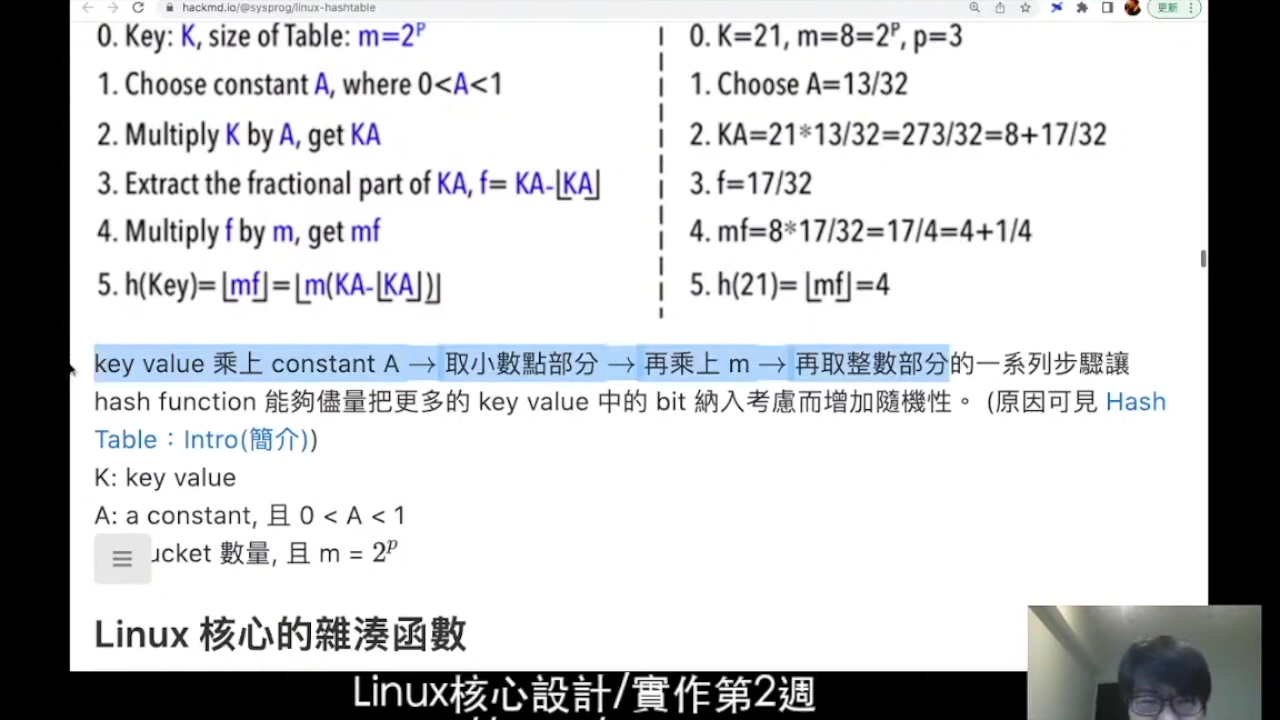 hackmd.io/@sysprog/linux-hashtable
更新
0. Key: K, size of Table: m=2ᵖ
1. Choose constant A, where 0<A<1
2. Multiply K by A, get KA
3. Extract the fractional part of KA, f= KA-⌊KA⌋
4. Multiply f by m, get mf
5. h(Key)= ⌊mf⌋=⌊m(KA-⌊KA⌋)⌋
0. K=21, m=8=2ᵖ, p=3
1. Choose A=13/32
2. KA=21*13/32=273/32=8+17/32
3. f=17/32
4. mf=8*17/32=17/4=4+1/4
5. h(21)= ⌊mf⌋=4
key value 乘上 constant A → 取小數點部分 → 再乘上 m → 再取整數部分的一系列步驟讓
hash function 能夠儘量把更多的 key value 中的 bit 納入考慮而增加隨機性。 (原因可見 Hash
Table：Intro(簡介))
K: key value
A: a constant, 且 0 < A < 1
ucket 數量, 且 m = 2ᵖ
Linux 核心的雜湊函數
Linux核心設計/實作第2週